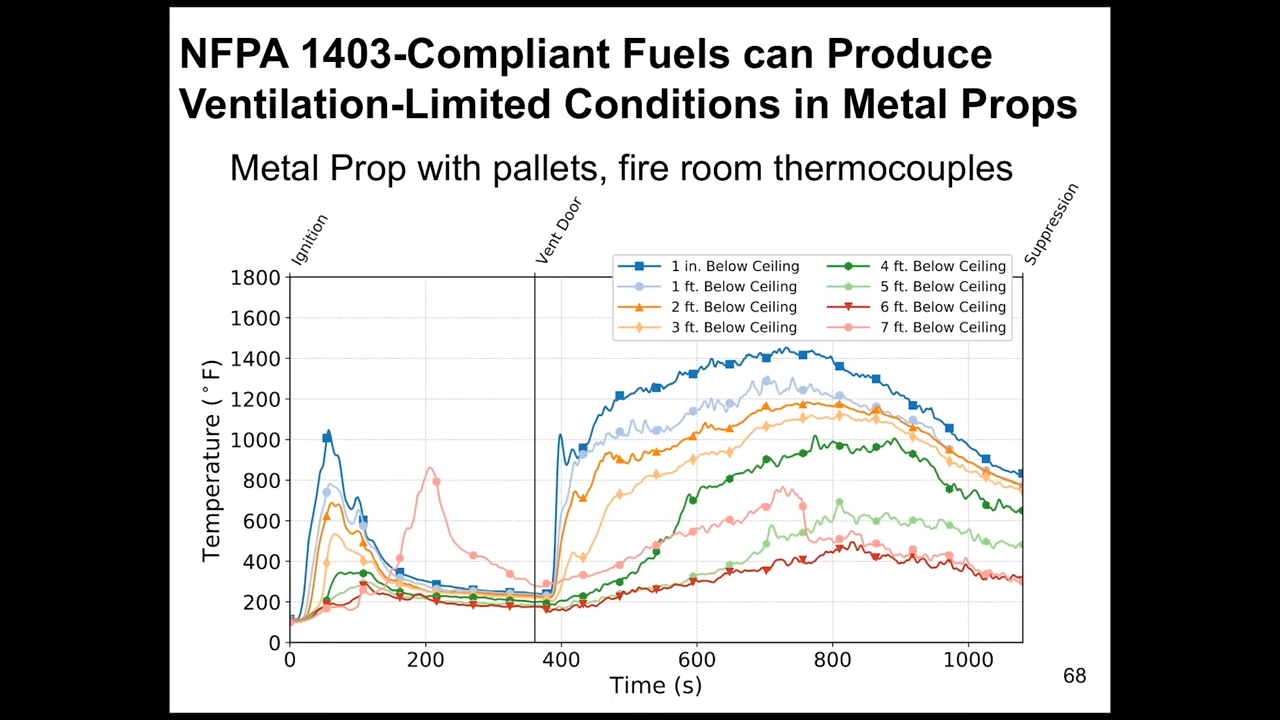 NFPA 1403-Compliant Fuels can Produce
Ventilation-Limited Conditions in Metal Props
Metal Prop with pallets, fire room thermocouples
Ignition
Vent Door
Suppression
1 in. Below Ceiling
1 ft. Below Ceiling
2 ft. Below Ceiling
3 ft. Below Ceiling
4 ft. Below Ceiling
5 ft. Below Ceiling
6 ft. Below Ceiling
7 ft. Below Ceiling
Temperature (°F)
1800
1600
1400
1200
1000
800
600
400
200
0
0 200 400 600 800 1000
Time (s)
68